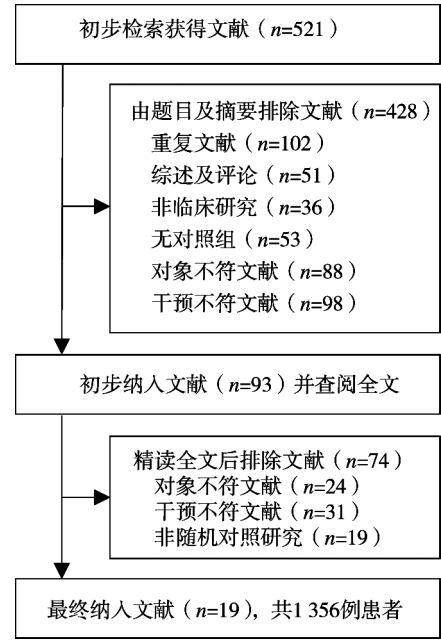 初步检索获得文献（n=521）
由题目及摘要排除文献（n=428）
重复文献（n=102）
综述及评论（n=51）
非临床研究（n=36）
无对照组（n=53）
对象不符文献（n=88）
干预不符文献（n=98）
初步纳入文献（n=93）并查阅全文
精读全文后排除文献（n=74）
对象不符文献（n=24）
干预不符文献（n=31）
非随机对照研究（n=19）
最终纳入文献（n=19），共1 356例患者